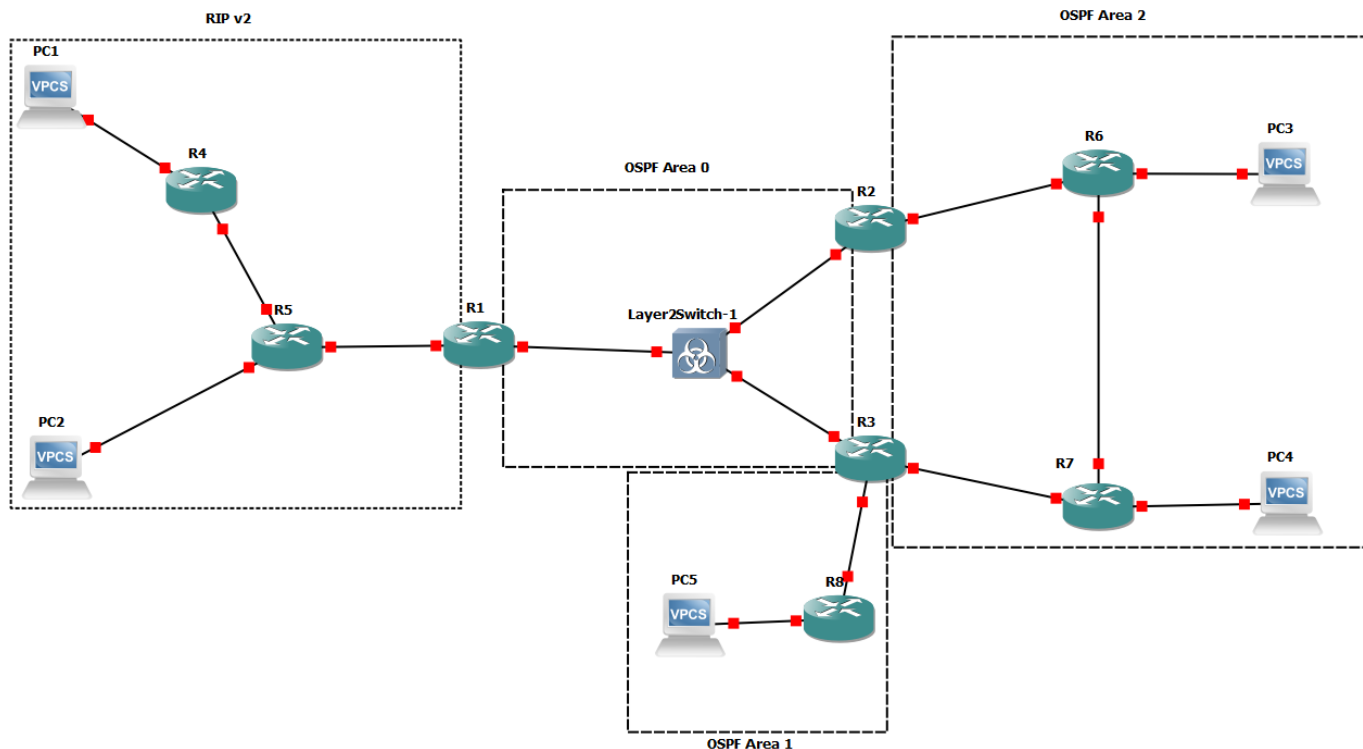 RIP v2
OSPF Area 2
PC1
VPCS
R4
OSPF Area 0
R2
R6
PC3
VPCS
R5
R1
Layer2Switch-1
PC2
VPCS
R3
R7
PC4
VPCS
PC5
VPCS
R8
OSPF Area 1